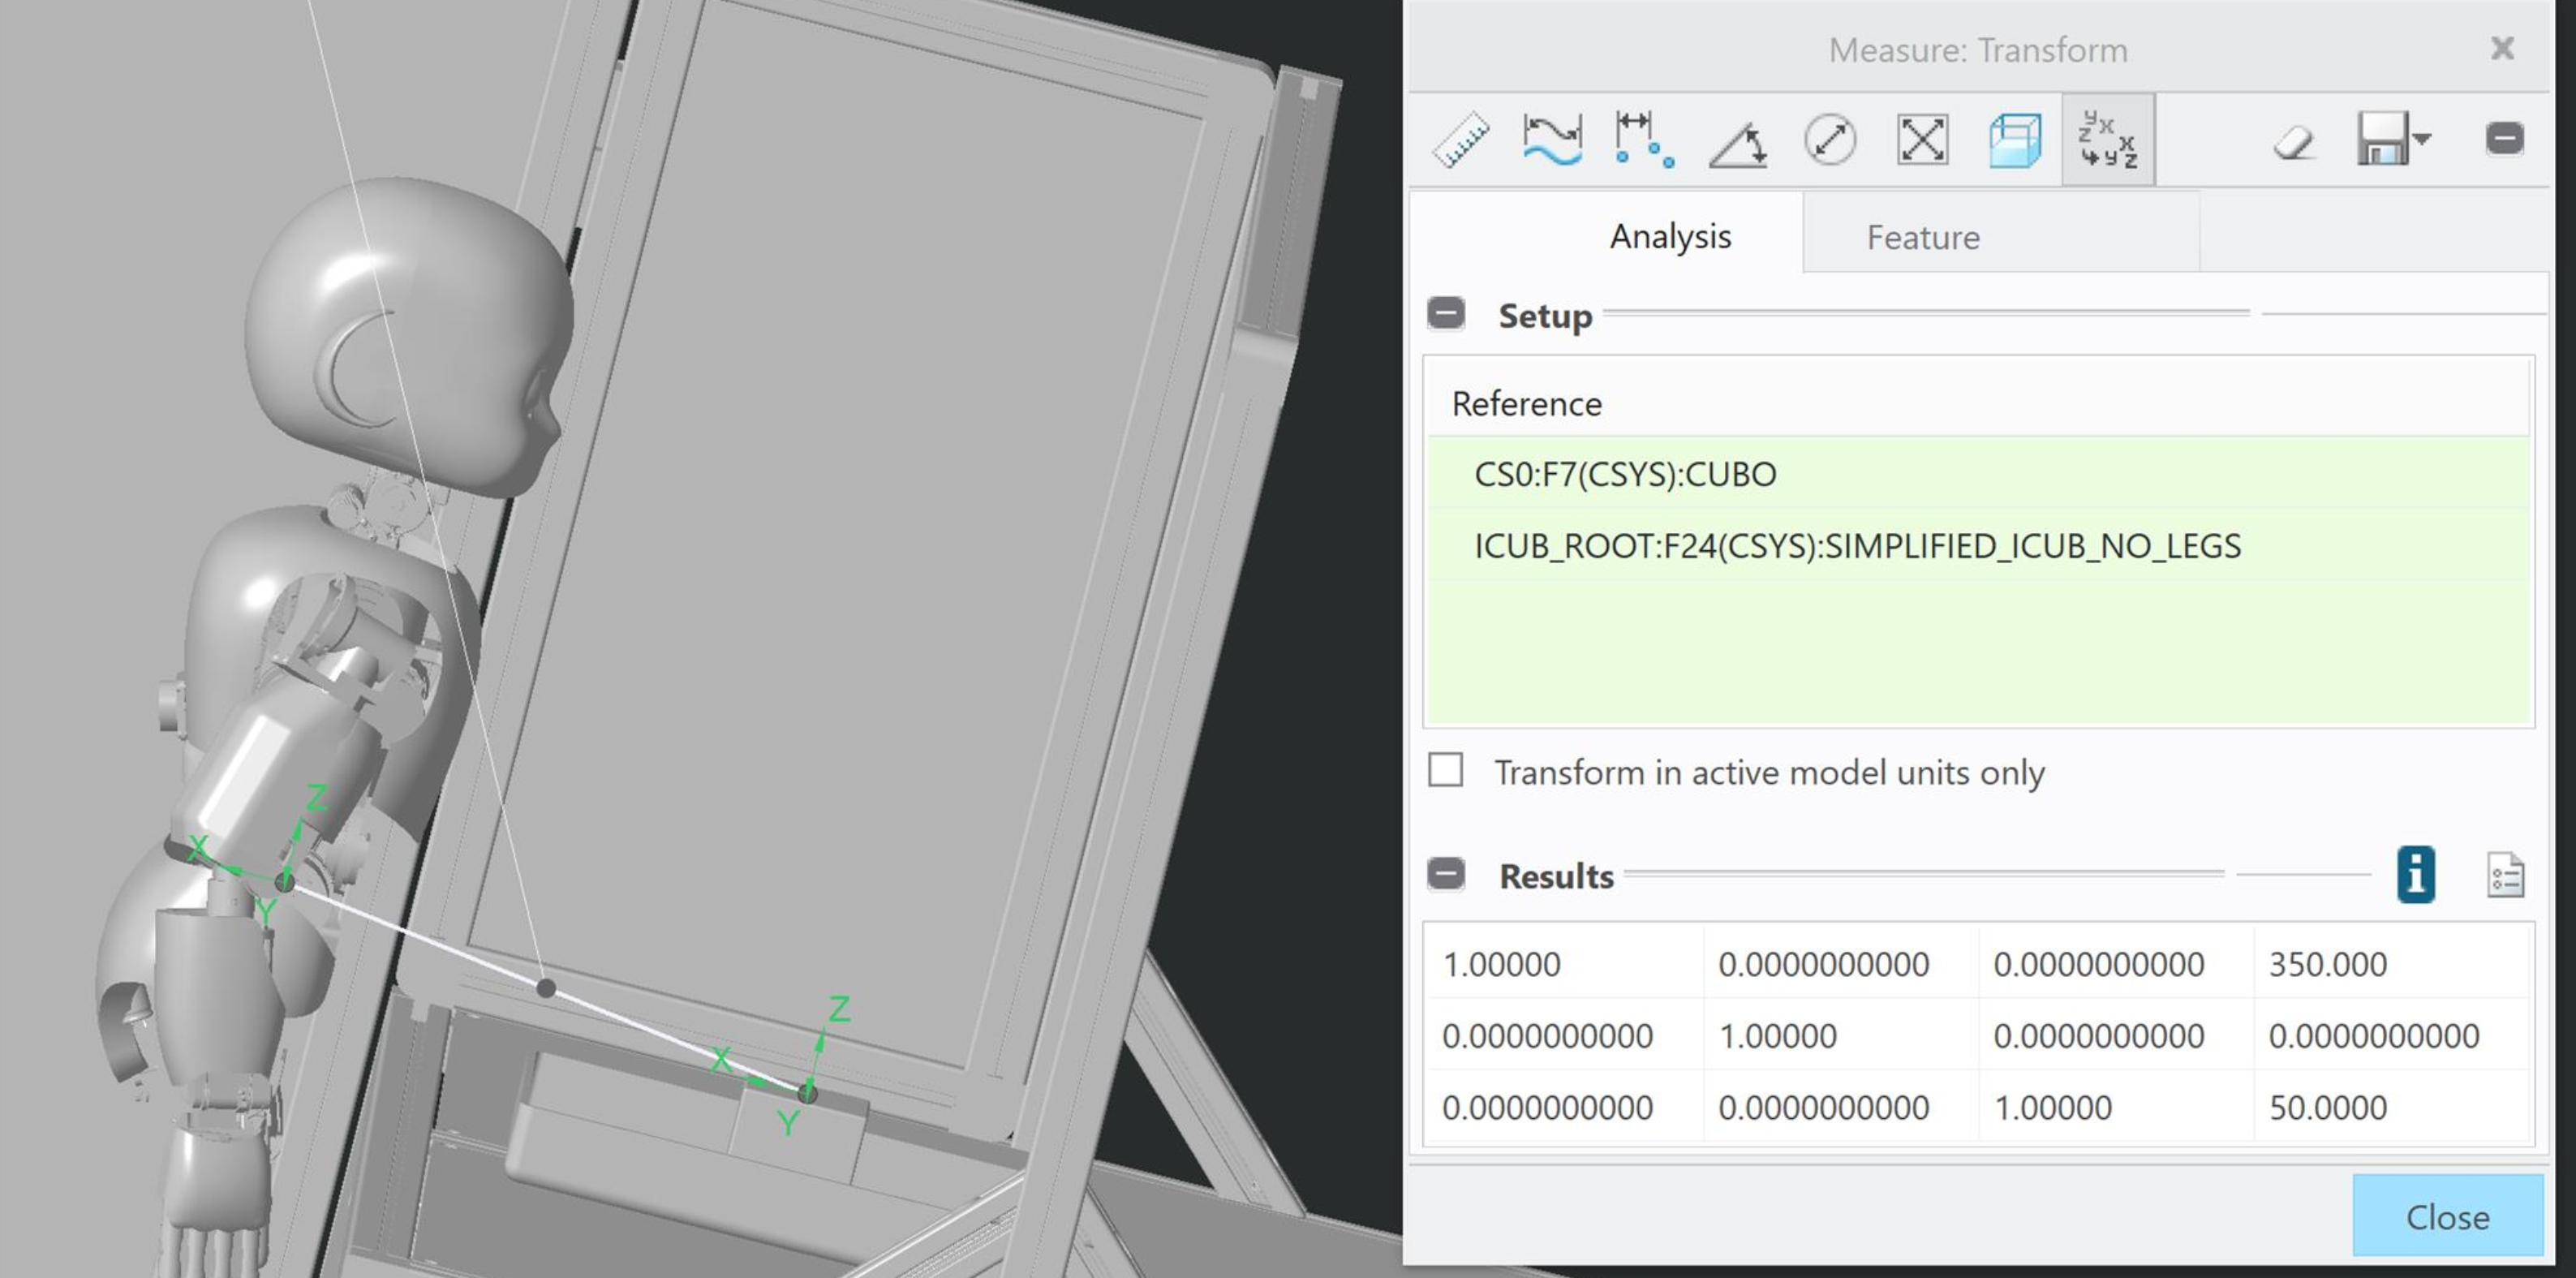 Measure: Transform
Analysis
Feature
Setup
Reference
CS0:F7(CSYS):CUBO
ICUB_ROOT:F24(CSYS):SIMPLIFIED_ICUB_NO_LEGS
Transform in active model units only
Results
1.00000 0.0000000000 0.0000000000 350.000
0.0000000000 1.00000 0.0000000000 0.0000000000
0.0000000000 0.0000000000 1.00000 50.0000
Close
Z
X
Y
Z
X
Y